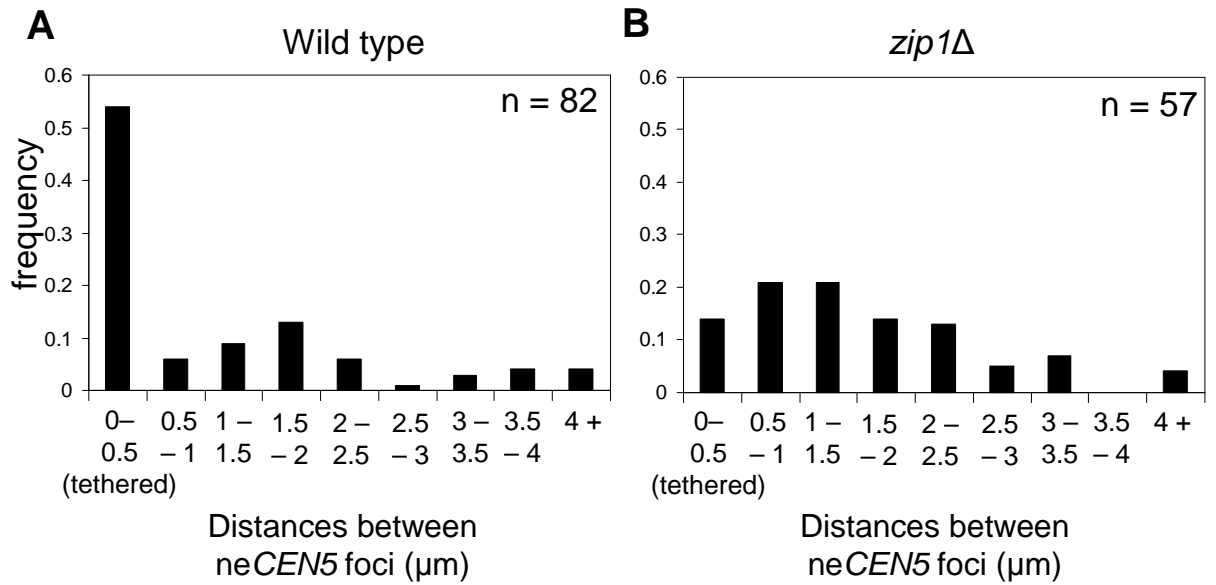 A
Wild type
n = 82
frequency
0.6
0.5
0.4
0.3
0.2
0.1
0
0– 0.5 1 – 1.5 2 – 2.5 3 – 3.5 4 +
0.5 – 1 1.5 – 2 2.5 – 3 3.5 – 4
(tethered)
Distances between
neCEN5 foci (µm)
B
zip1Δ
n = 57
0.6
0.5
0.4
0.3
0.2
0.1
0
0– 0.5 1 – 1.5 2 – 2.5 3 – 3.5 4 +
0.5 – 1 1.5 – 2 2.5 – 3 3.5 – 4
(tethered)
Distances between
neCEN5 foci (µm)